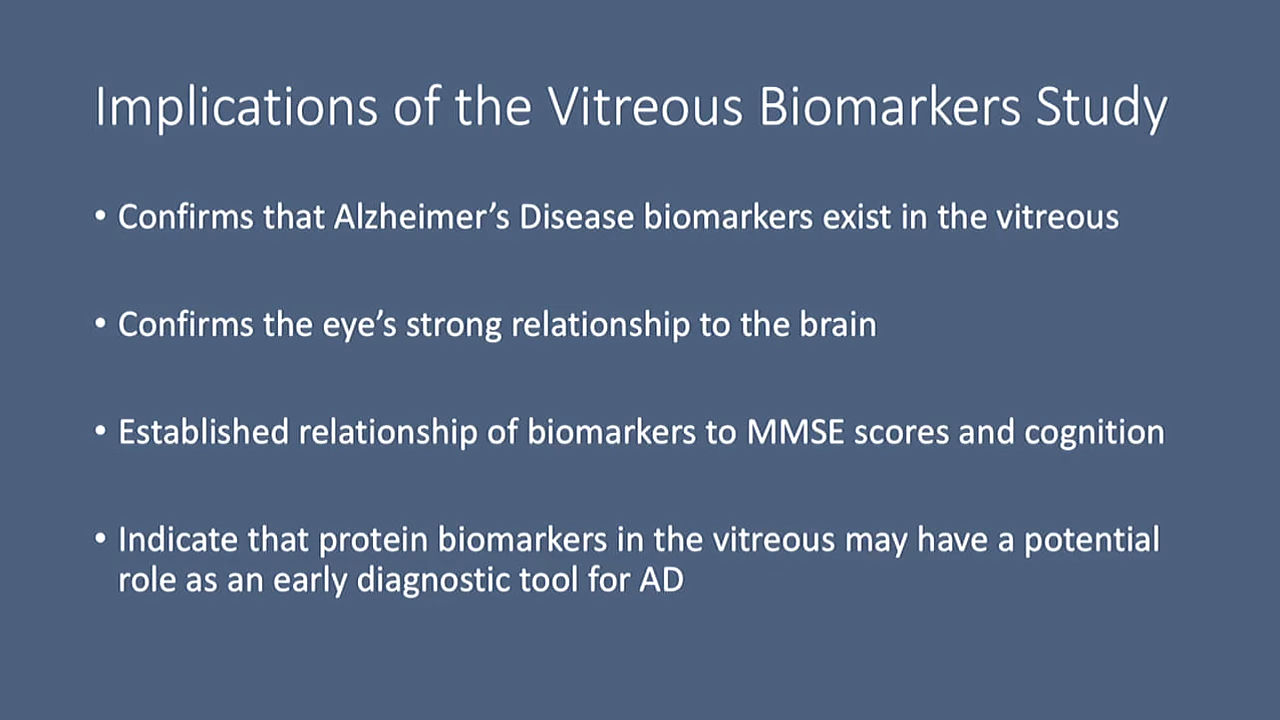 Implications of the Vitreous Biomarkers Study
• Confirms that Alzheimer’s Disease biomarkers exist in the vitreous
• Confirms the eye’s strong relationship to the brain
• Established relationship of biomarkers to MMSE scores and cognition
• Indicate that protein biomarkers in the vitreous may have a potential
role as an early diagnostic tool for AD